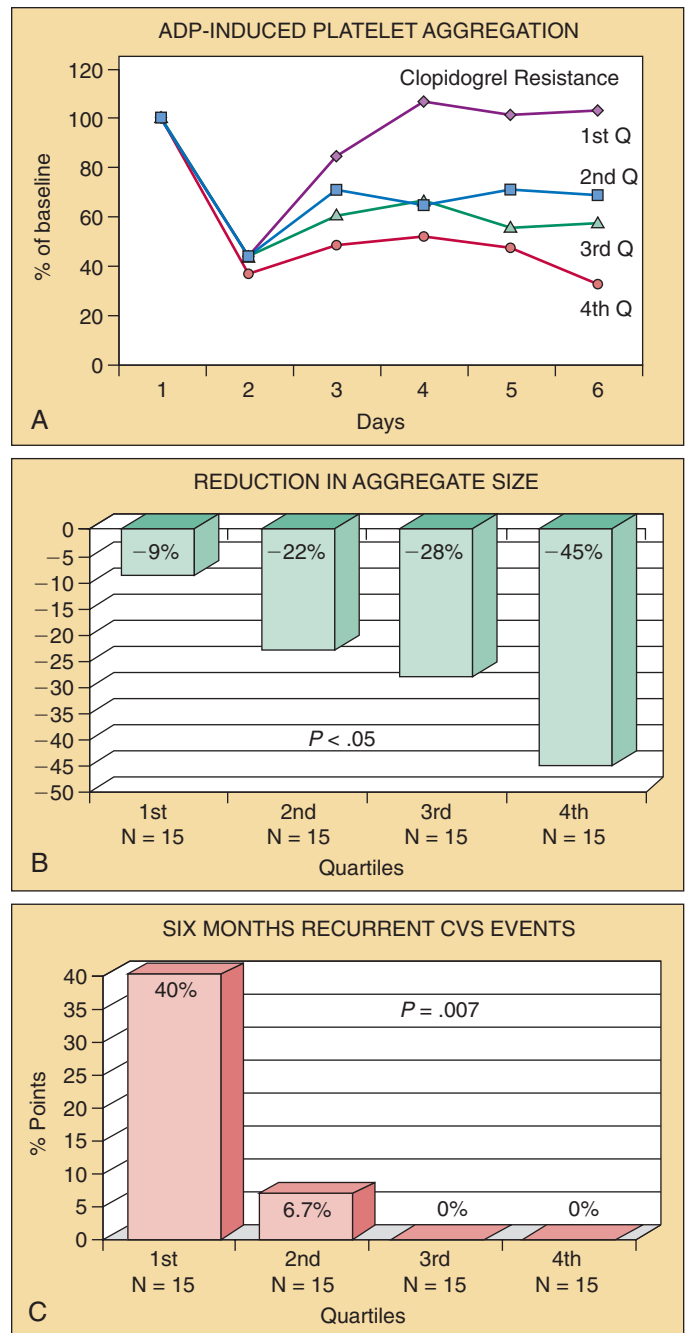 ADP-INDUCED PLATELET AGGREGATION
% of baseline
120
100
80
60
40
20
0
Clopidogrel Resistance
1st Q
2nd Q
3rd Q
4th Q
1 2 3 4 5 6
Days
A
REDUCTION IN AGGREGATE SIZE
0
−5
−10
−15
−20
−25
−30
−35
−40
−45
−50
−9% −22% −28% −45%
P < .05
1st 2nd 3rd 4th
N = 15 N = 15 N = 15 N = 15
Quartiles
B
SIX MONTHS RECURRENT CVS EVENTS
% Points
40
35
30
25
20
15
10
5
0
40%
P = .007
6.7% 0% 0%
1st 2nd 3rd 4th
N = 15 N = 15 N = 15 N = 15
Quartiles
C